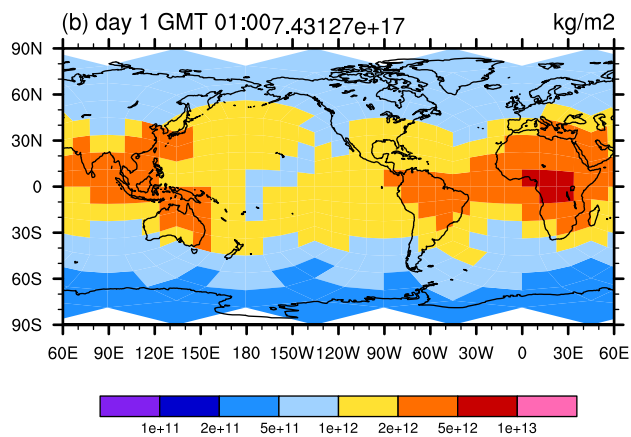 (b) day 1 GMT 01:00 7.43127e+17 kg/m2
90N
60N
30N
0
30S
60S
90S
60E 90E 120E 150E 180 150W 120W 90W 60W 30W 0 30E 60E
1e+11 2e+11 5e+11 1e+12 2e+12 5e+12 1e+13